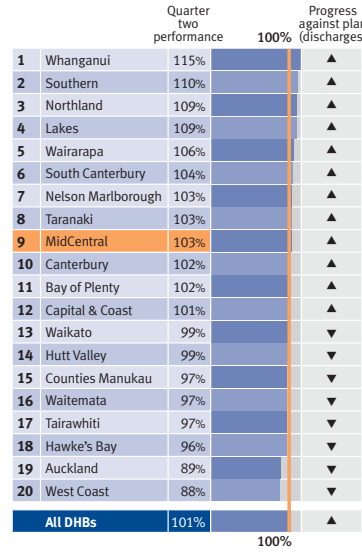 Quarter
two
performance
100%
Progress
against plan
(discharges
1 Whanganui 115% ▲
2 Southern 110% ▲
3 Northland 109% ▲
4 Lakes 109% ▲
5 Wairarapa 106% ▲
6 South Canterbury 104% ▲
7 Nelson Marlborough 103% ▲
8 Taranaki 103% ▲
9 MidCentral 103% ▲
10 Canterbury 102% ▲
11 Bay of Plenty 102% ▲
12 Capital & Coast 101% ▲
13 Waikato 99% ▼
14 Hutt Valley 99% ▼
15 Counties Manukau 97% ▼
16 Waitemata 97% ▼
17 Tairawhiti 97% ▼
18 Hawke's Bay 96% ▼
19 Auckland 89% ▼
20 West Coast 88% ▼
All DHBs 101% ▲
100%